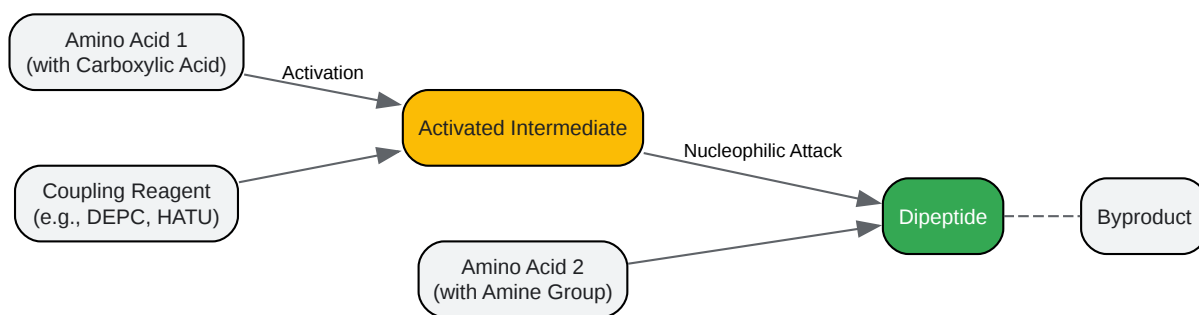 Amino Acid 1
(with Carboxylic Acid)
Activation
Activated Intermediate
Coupling Reagent
(e.g., DEPC, HATU)
Nucleophilic Attack
Dipeptide
Byproduct
Amino Acid 2
(with Amine Group)